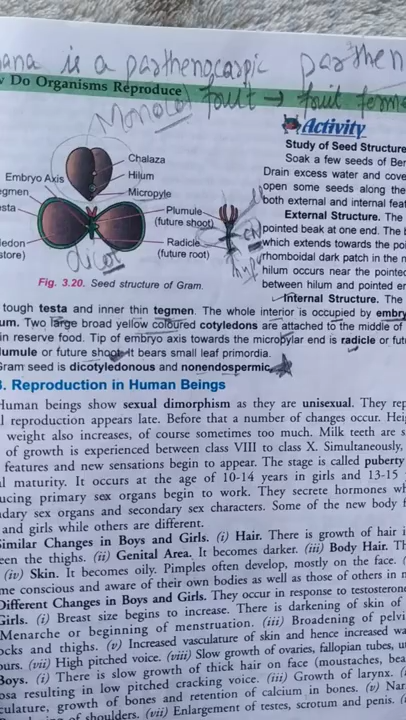 ana is a parthenocarpic parthen
Monocot fruit → fruit forme
w Do Organisms Reproduce
Activity
Study of Seed Structure
Soak a few seeds of
Drain excess water and cove
open some seeds along the
both external and internal feat
External Structure. The
pointed beak at one end. The b
which extends towards the poi
rhomboidal dark patch in the m
hilum occurs near the pointed
between hilum and pointed en
Internal Structure. The
Chalaza
Hilum
Micropyle
Embryo Axis
egmen
esta
Plumule
(future shoot)
Radicle
(future root)
ledon
store)
dicot
Fig. 3.20. Seed structure of Gram.
tough testa and inner thin tegmen. The whole interior is occupied by embry
um. Two large broad yellow coloured cotyledons are attached to the middle of
in reserve food. Tip of embryo axis towards the micropylar end is radicle or futu
lumule or future shoot. It bears small leaf primordia.
Gram seed is dicotyledonous and nonendospermic.
3. Reproduction in Human Beings
Human beings show sexual dimorphism as they are unisexual. They rep
l reproduction appears late. Before that a number of changes occur. Heig
weight also increases, of course sometimes too much. Milk teeth are s
of growth is experienced between class VIII to class X. Simultaneously,
features and new sensations begin to appear. The stage is called puberty
al maturity. It occurs at the age of 10-14 years in girls and 13-15
ucing primary sex organs begin to work. They secrete hormones wh
ndary sex organs and secondary sex characters. Some of the new body f
and girls while others are different.
Similar Changes in Boys and Girls. (i) Hair. There is growth of hair i
een the thighs. (ii) Genital Area. It becomes darker. (iii) Body Hair. Th
(iv) Skin. It becomes oily. Pimples often develop, mostly on the face. (
me conscious and aware of their own bodies as well as those of others in m
Different Changes in Boys and Girls. They occur in response to testosteron
Girls. (i) Breast size begins to increase. There is darkening of skin of
Menarche or beginning of menstruation. (iii) Broadening of pelvi
ocks and thighs. (v) Increased vasculature of skin and hence increased wa
ours. (vii) High pitched voice. (viii) Slow growth of ovaries, fallopian tubes, u
Boys. (i) There is slow growth of thick hair on face (moustaches, bea
osa resulting in low pitched cracking voice. (iii) Growth of larynx. (
culature, growth of bones and retention of calcium in bones. (v) Nar
of shoulders. (vii) Enlargement of testes, scrotum and penis. (